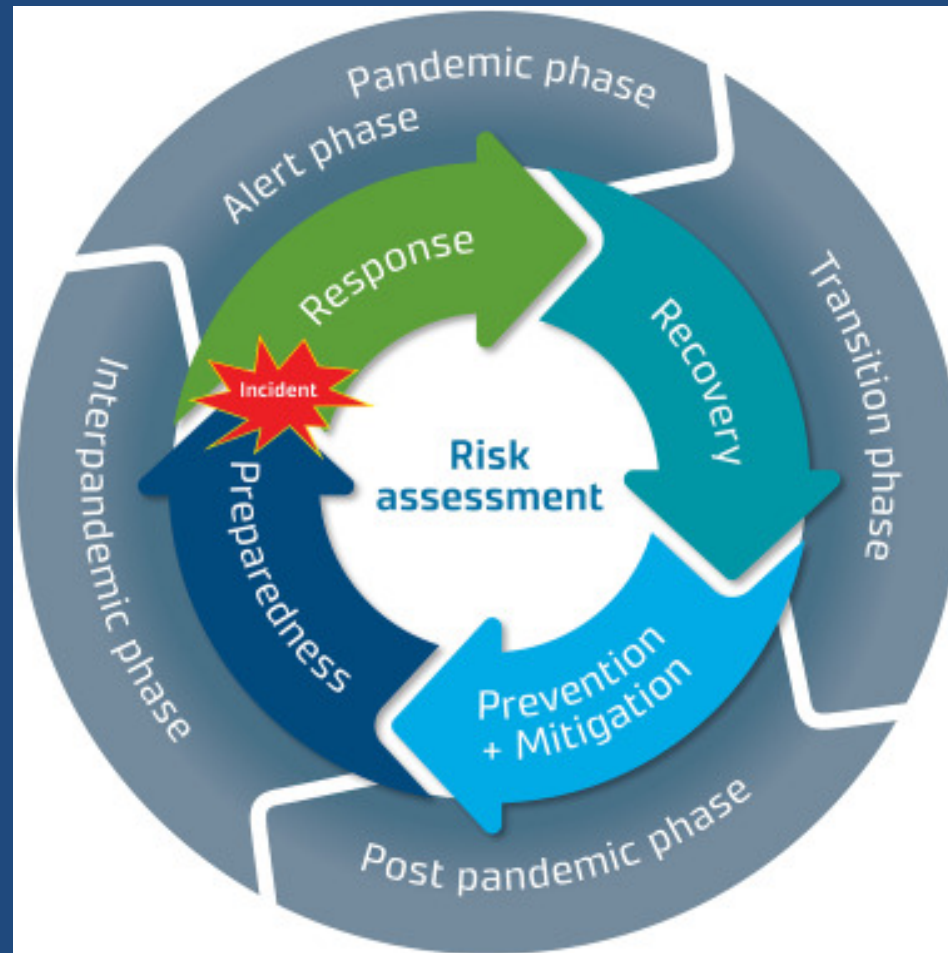 Pandemic phase
Alert phase
Response
Incident
Recovery
Transition phase
Risk
assessment
Interpandemic phase
Preparedness
Prevention
+ Mitigation
Post pandemic phase